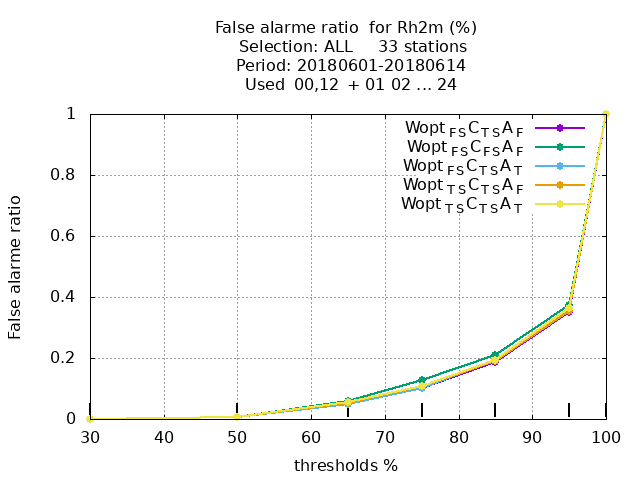 False alarme ratio  for Rh2m (%)
Selection: ALL     33 stations
Period: 20180601-20180614
Used  00,12  + 01 02 ... 24
Wopt FS C TS A F
Wopt FS C FS A F
Wopt FS C TS A T
Wopt TS C TS A F
Wopt TS C TS A T
False alarme ratio
1
0.8
0.6
0.4
0.2
0
30 40 50 60 70 80 90 100
thresholds %